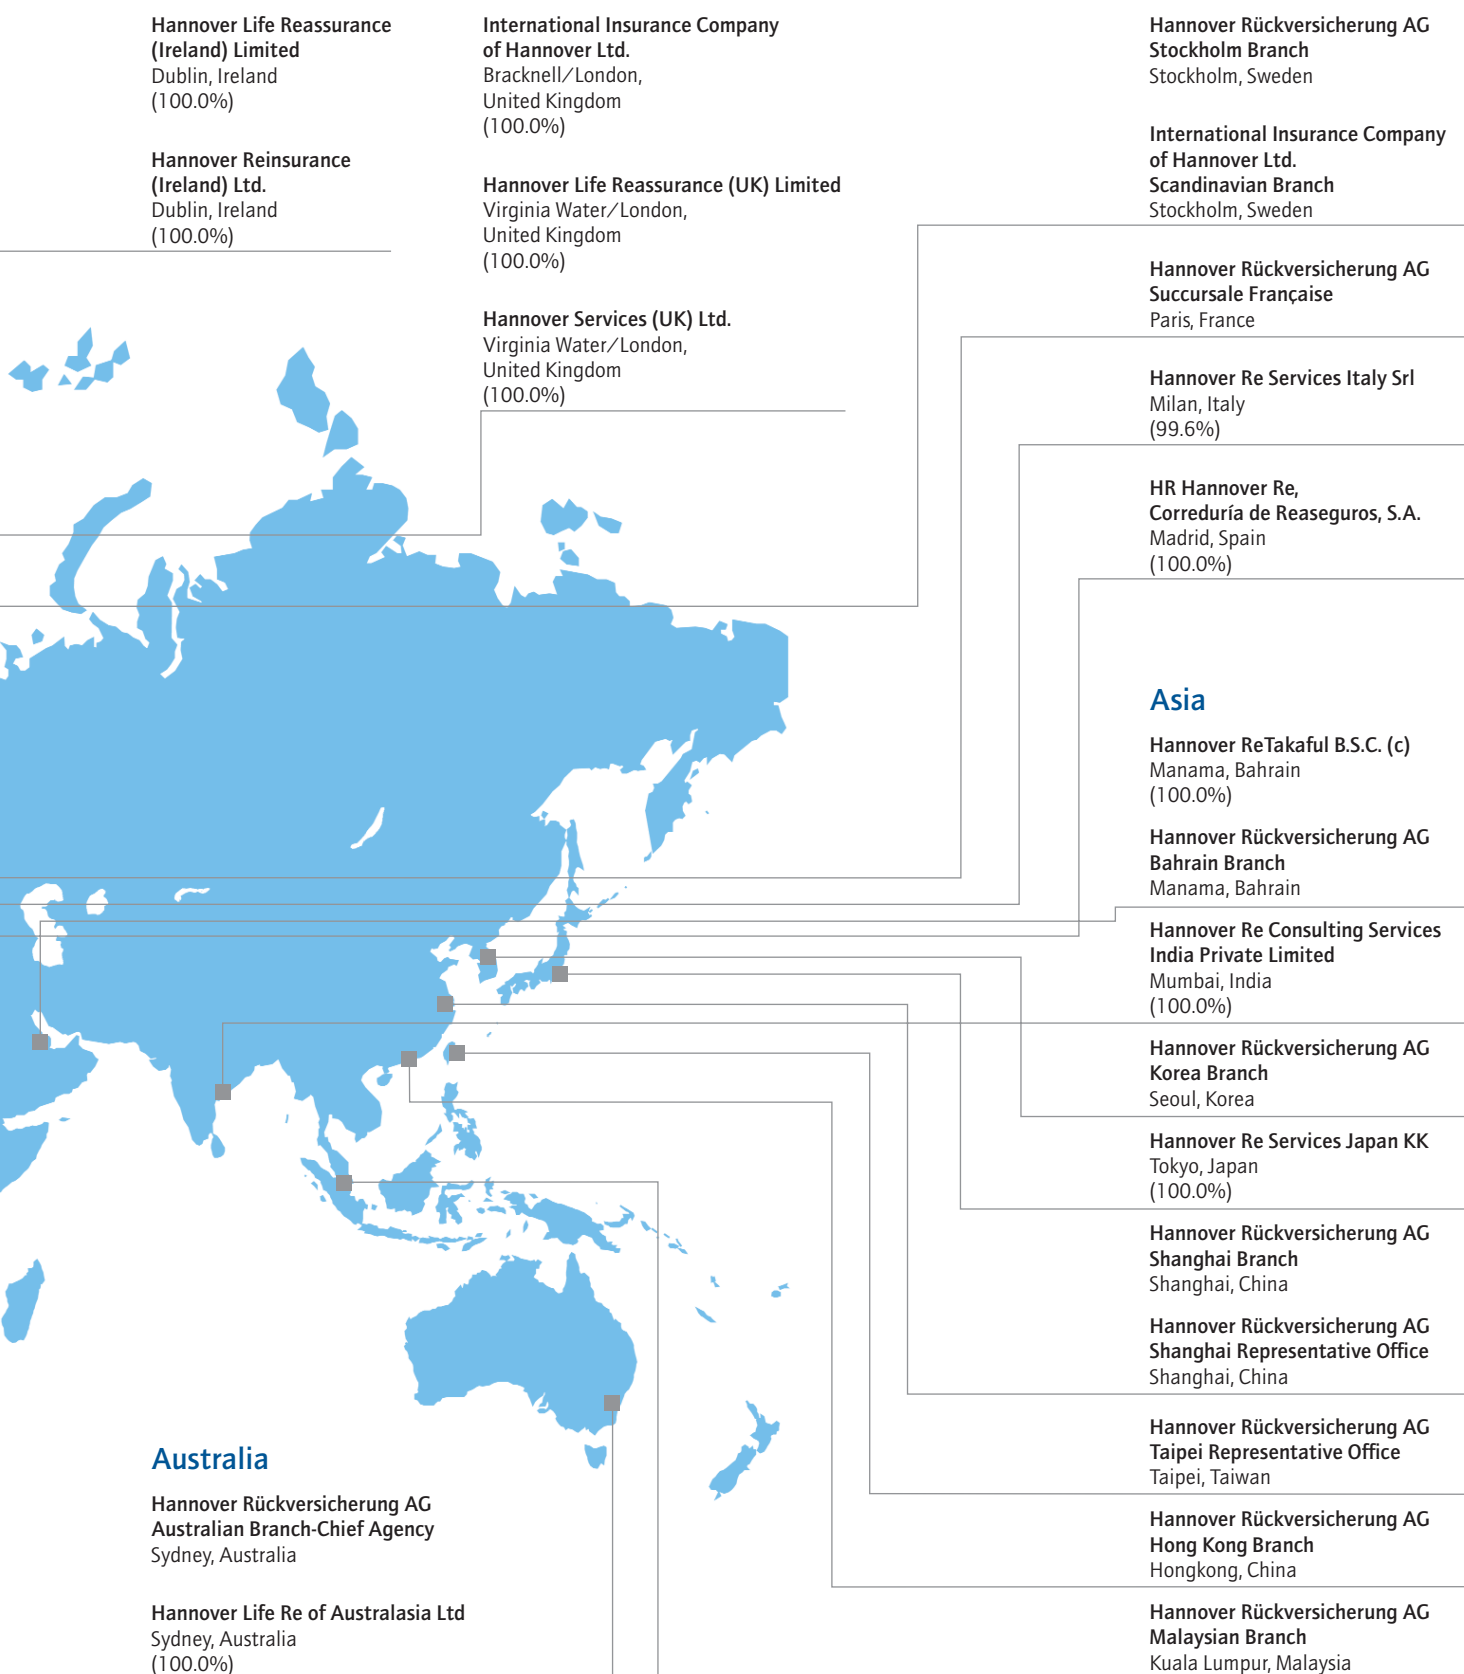 Hannover Life Reassurance
(Ireland) Limited
Dublin, Ireland
(100.0%)
Hannover Reinsurance
(Ireland) Ltd.
Dublin, Ireland
(100.0%)
International Insurance Company
of Hannover Ltd.
Bracknell/London,
United Kingdom
(100.0%)
Hannover Life Reassurance (UK) Limited
Virginia Water/London,
United Kingdom
(100.0%)
Hannover Services (UK) Ltd.
Virginia Water/London,
United Kingdom
(100.0%)
Hannover Rückversicherung AG
Stockholm Branch
Stockholm, Sweden
International Insurance Company
of Hannover Ltd.
Scandinavian Branch
Stockholm, Sweden
Hannover Rückversicherung AG
Succursale Française
Paris, France
Hannover Re Services Italy Srl
Milan, Italy
(99.6%)
HR Hannover Re,
Correduría de Reaseguros, S.A.
Madrid, Spain
(100.0%)
Asia
Hannover ReTakaful B.S.C. (c)
Manama, Bahrain
(100.0%)
Hannover Rückversicherung AG
Bahrain Branch
Manama, Bahrain
Hannover Re Consulting Services
India Private Limited
Mumbai, India
(100.0%)
Hannover Rückversicherung AG
Korea Branch
Seoul, Korea
Hannover Re Services Japan KK
Tokyo, Japan
(100.0%)
Hannover Rückversicherung AG
Shanghai Branch
Shanghai, China
Hannover Rückversicherung AG
Shanghai Representative Office
Shanghai, China
Hannover Rückversicherung AG
Taipei Representative Office
Taipei, Taiwan
Hannover Rückversicherung AG
Hong Kong Branch
Hongkong, China
Hannover Rückversicherung AG
Malaysian Branch
Kuala Lumpur, Malaysia
Australia
Hannover Rückversicherung AG
Australian Branch-Chief Agency
Sydney, Australia
Hannover Life Re of Australasia Ltd
Sydney, Australia
(100.0%)